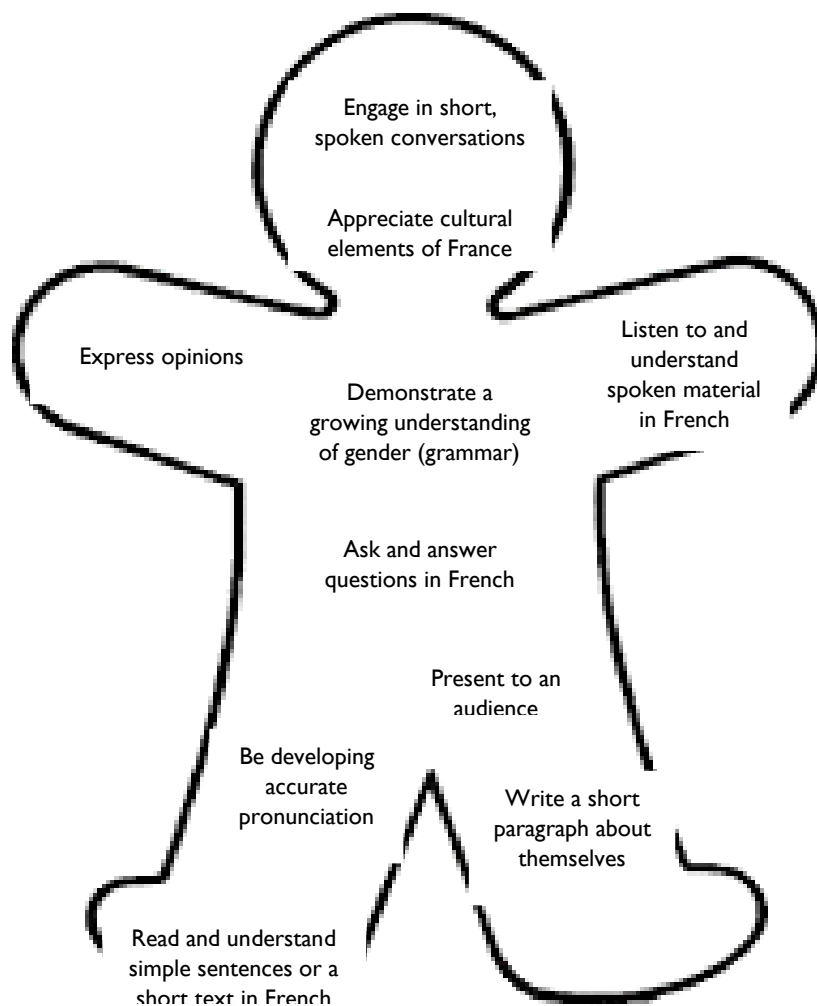 Engage in short,
spoken conversations
Appreciate cultural
elements of France
Express opinions
Listen to and
understand
spoken material
in French
Demonstrate a
growing understanding
of gender (grammar)
Ask and answer
questions in French
Present to an
audience
Be developing
accurate
pronunciation
Write a short
paragraph about
themselves
Read and understand
simple sentences or a
short text in French